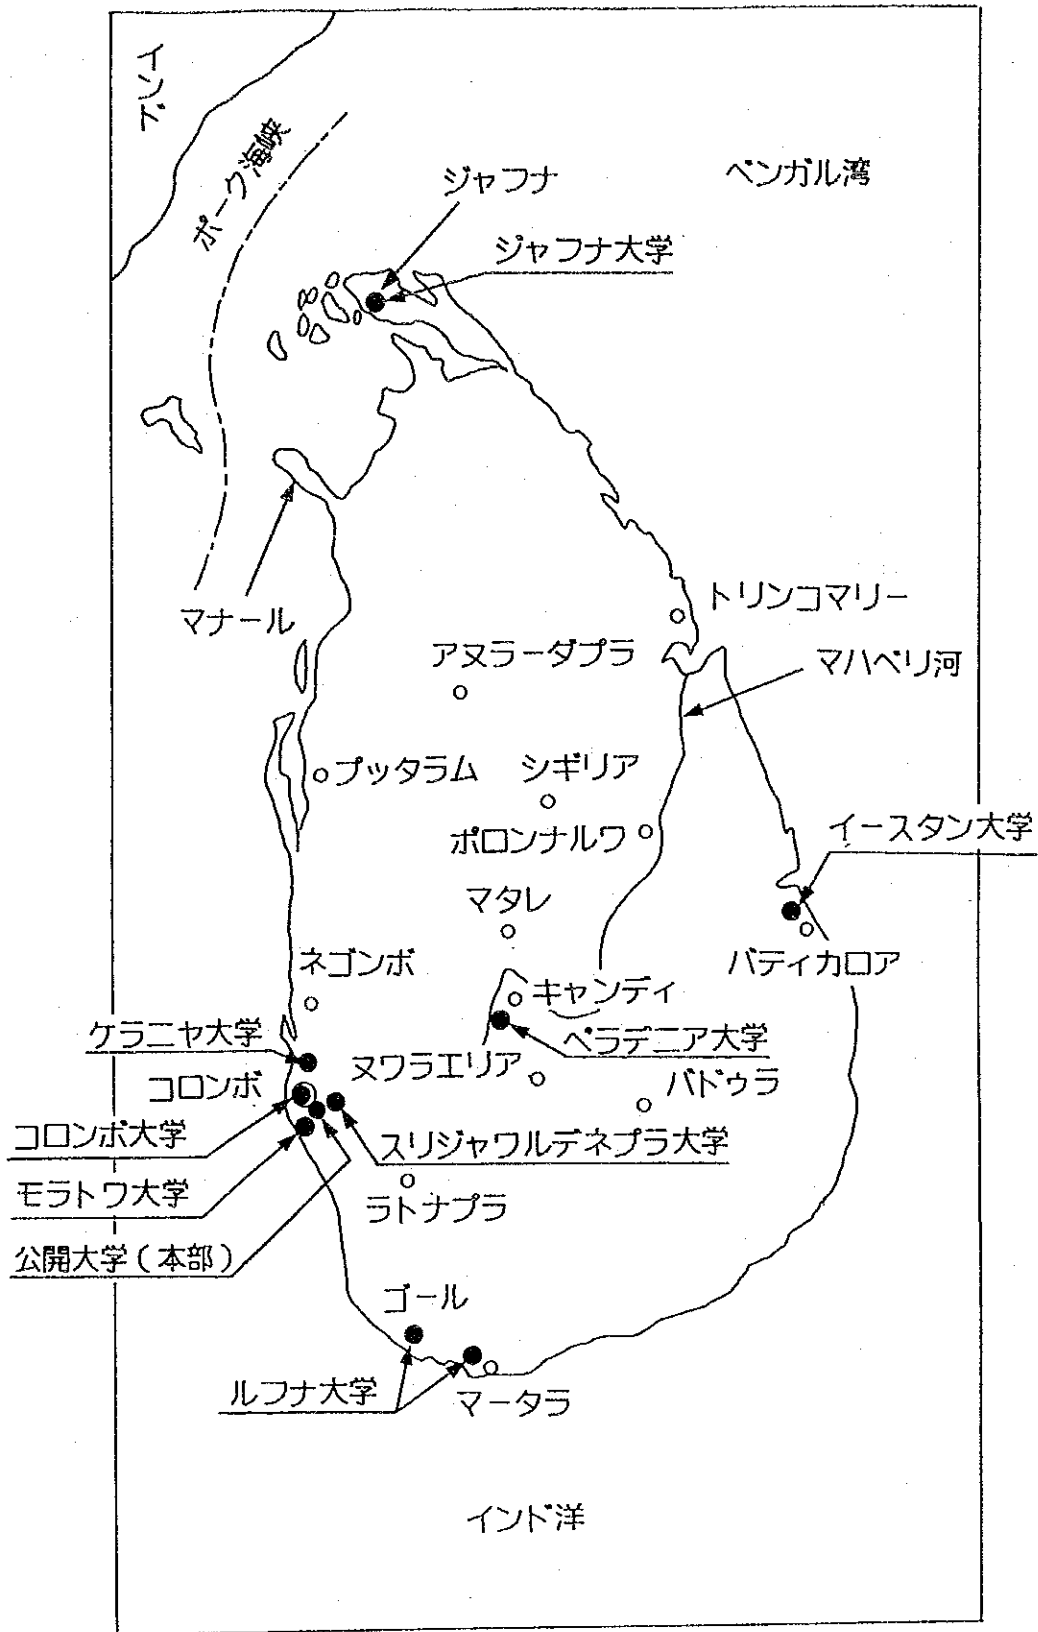 インド
ポーク海峡
ベンガル湾
ジャフナ
ジャフナ大学
マナール
トリンコマリー
アヌラーダプラ
マハベリ河
プッタラム
シギリア
ポロンナルワ
イースタン大学
マタレ
バティカロア
ネゴンボ
キャンディ
ケラニヤ大学
ペラデニア大学
ヌワラエリア
バドゥラ
コロンボ
コロンボ大学
スリジャワルデネプラ大学
モラトワ大学
ラトナプラ
公開大学(本部)
ゴール
ルフナ大学
マータラ
インド洋